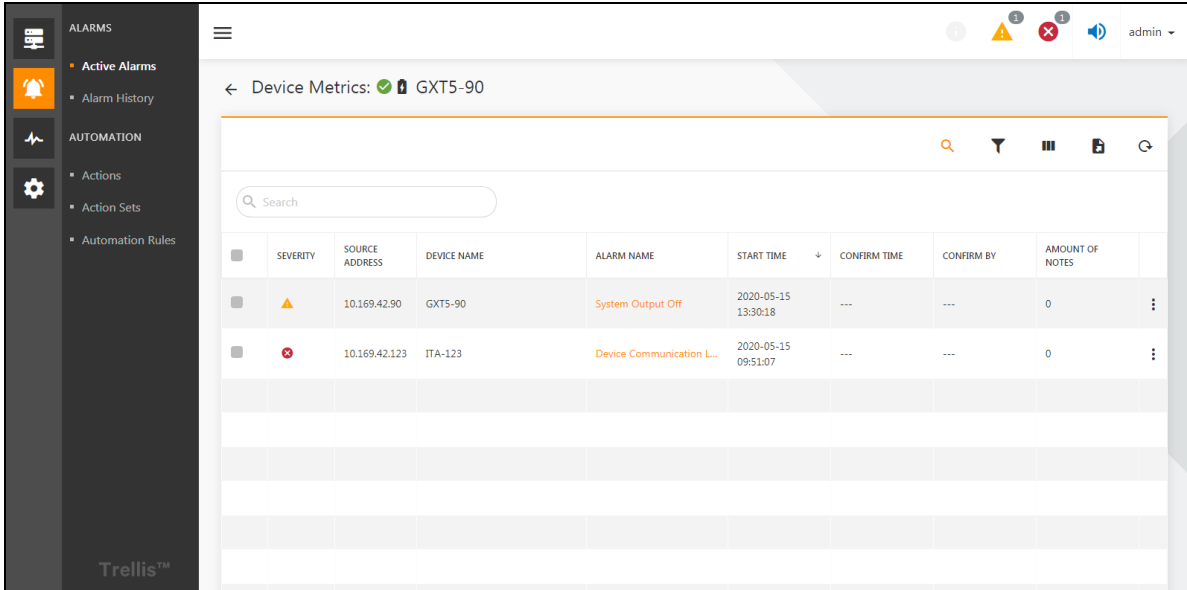 ALARMS
Active Alarms
Alarm History
AUTOMATION
Actions
Action Sets
Automation Rules
Trellis™
1
1
admin
Device Metrics: GXT5-90
Search
SEVERITY
SOURCE ADDRESS
DEVICE NAME
ALARM NAME
START TIME
CONFIRM TIME
CONFIRM BY
AMOUNT OF NOTES
10.169.42.90
GXT5-90
System Output Off
2020-05-15
13:30:18
---
---
0
10.169.42.123
ITA-123
Device Communication L...
2020-05-15
09:51:07
---
---
0